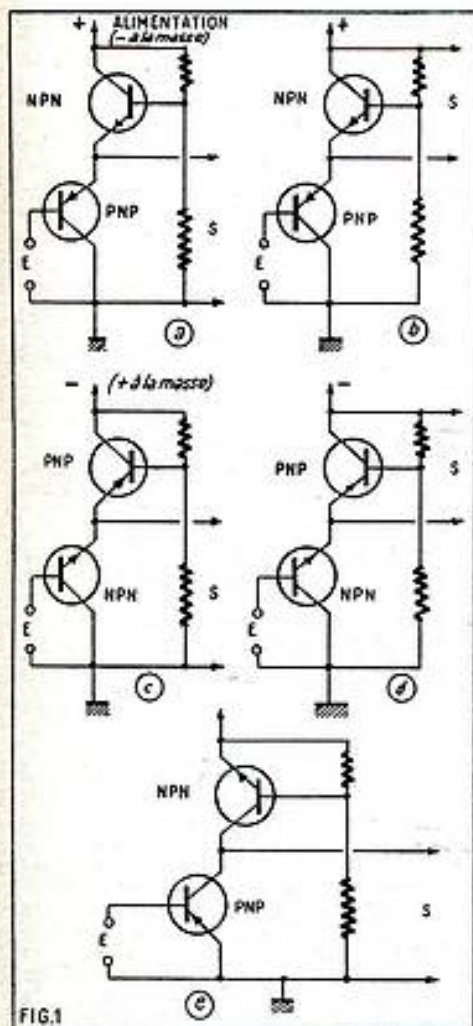 + ALIMENTATION +
(- à la masse)
NPN NPN S
PNP S PNP
E E
a b
- (+ à la masse) -
PNP PNP S
NPN S NPN
E E
c d
NPN
PNP S
E
e
FIG.1